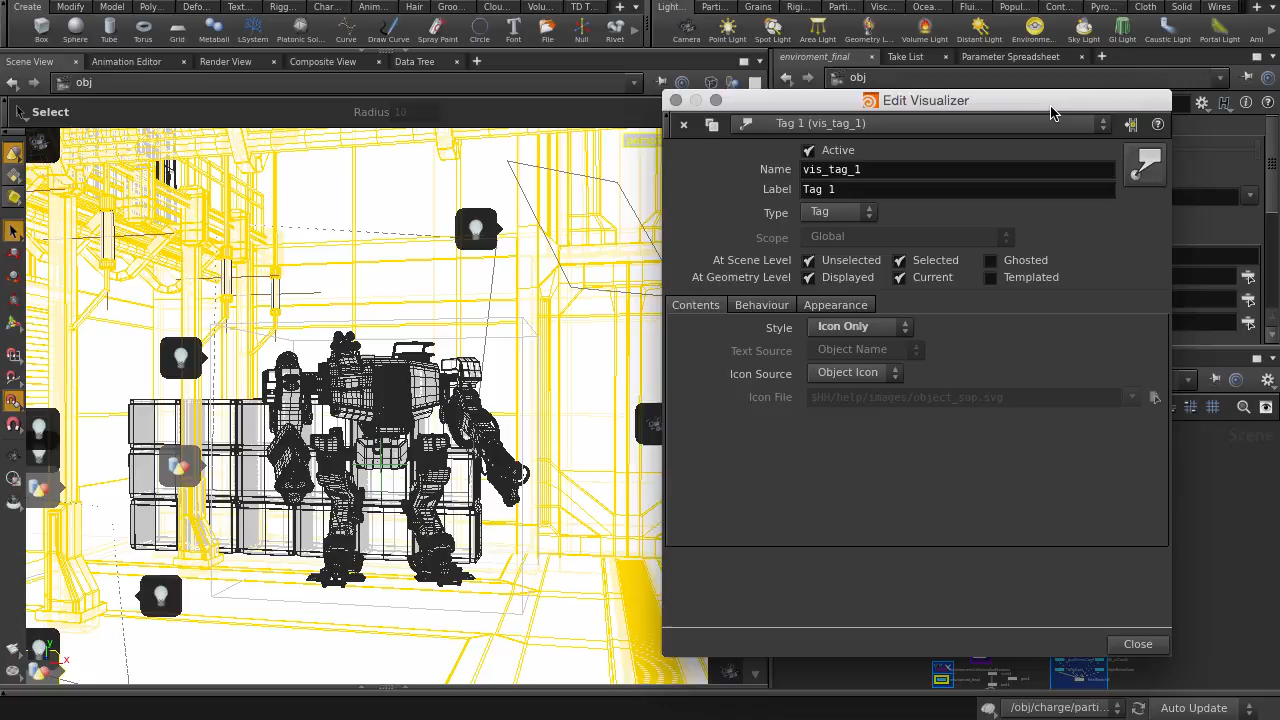 Create Modify Model Poly... Defo... Text... Rigg... Char... Anim... Hair Groo... Clou... Volu... TD T...
Light... Parti... Grains Rigi... Parti... Visc... Ocea... Flui... Popul... Cont... Pyro... Cloth Solid Wires
Box Sphere Tube Torus Grid Metaball LSystem Platonic Sol... Curve Draw Curve Spray Paint Circle Font File Rivet
Camera Point Light Spot Light Area Light Geometry L... Volume Light Distant Light Environme... Sky Light GI Light Caustic Light Portal Light Aml
Scene View Animation Editor Render View Composite View Data Tree
enviroment_final Take List Parameter Spreadsheet
obj
obj
Select
Radius 10
Edit Visualizer
Tag 1 (vis_tag_1)
Active
Name vis_tag_1
Label Tag 1
Type Tag
Scope Global
At Scene Level Unselected Selected Ghosted
At Geometry Level Displayed Current Templated
Contents Behaviour Appearance
Style Icon Only
Text Source Object Name
Icon Source Object Icon
Icon File $HH/help/images/object_sop.svg
Scene
Close
y
x
/obj/charge/parti... Auto Update